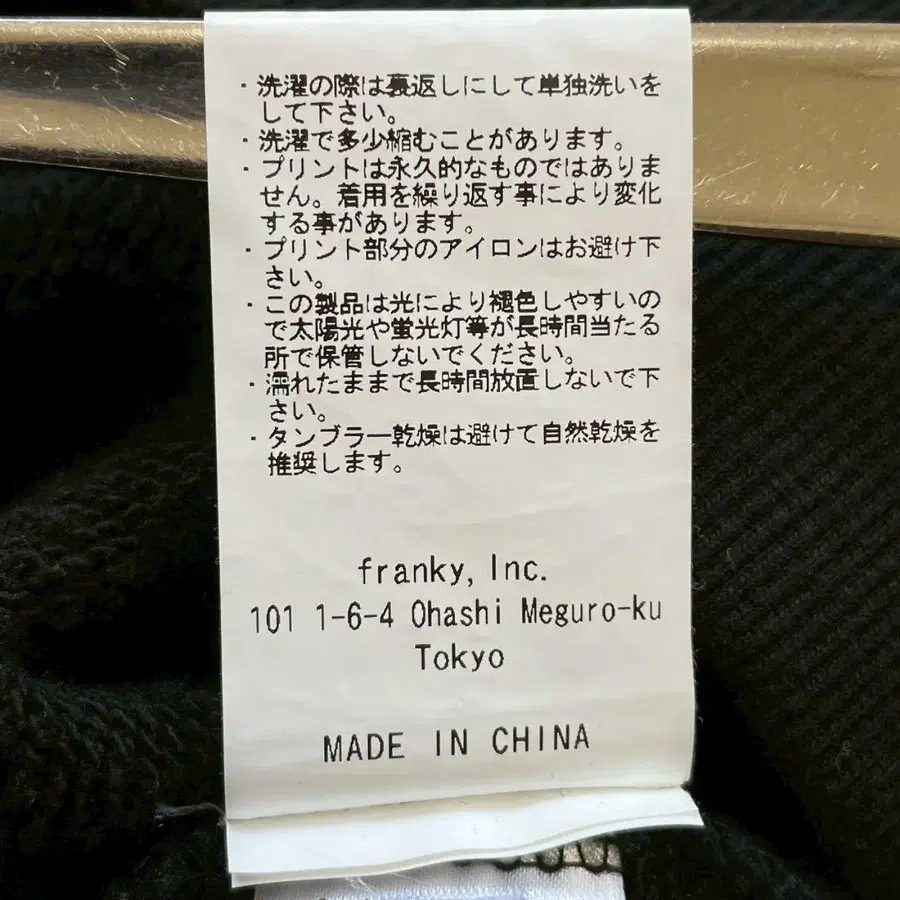 ・洗濯の際は裏返しにして単独洗いを
して下さい。
・洗濯で多少縮むことがあります。
・プリントは永久的なものではありま
せん。着用を繰り返す事により変化
する事があります。
・プリント部分のアイロンはお避け下
さい。
・この製品は光により褪色しやすいの
で太陽光や蛍光灯等が長時間当たる
所で保管しないでください。
・濡れたままで長時間放置しないで下
さい。
・タンブラー乾燥は避けて自然乾燥を
推奨します。
franky, Inc.
101 1-6-4 Ohashi Meguro-ku
Tokyo
MADE IN CHINA